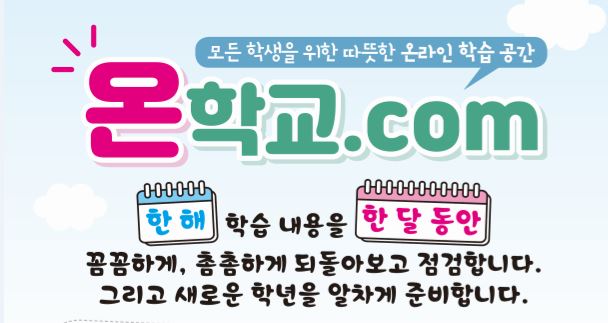 모든 학생을 위한 따뜻한 온라인 학습 공간
온학교.com
한 해 학습 내용을 한 달 동안
꼼꼼하게, 촘촘하게 되돌아보고 점검합니다.
그리고 새로운 학년을 알차게 준비합니다.